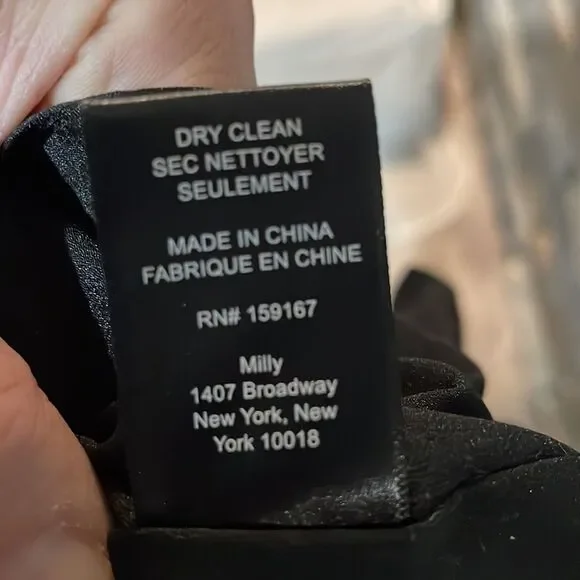 DRY CLEAN
SEC NETTOYER
SEULEMENT
MADE IN CHINA
FABRIQUE EN CHINE
RN# 159167
Milly
1407 Broadway
New York, New
York 10018